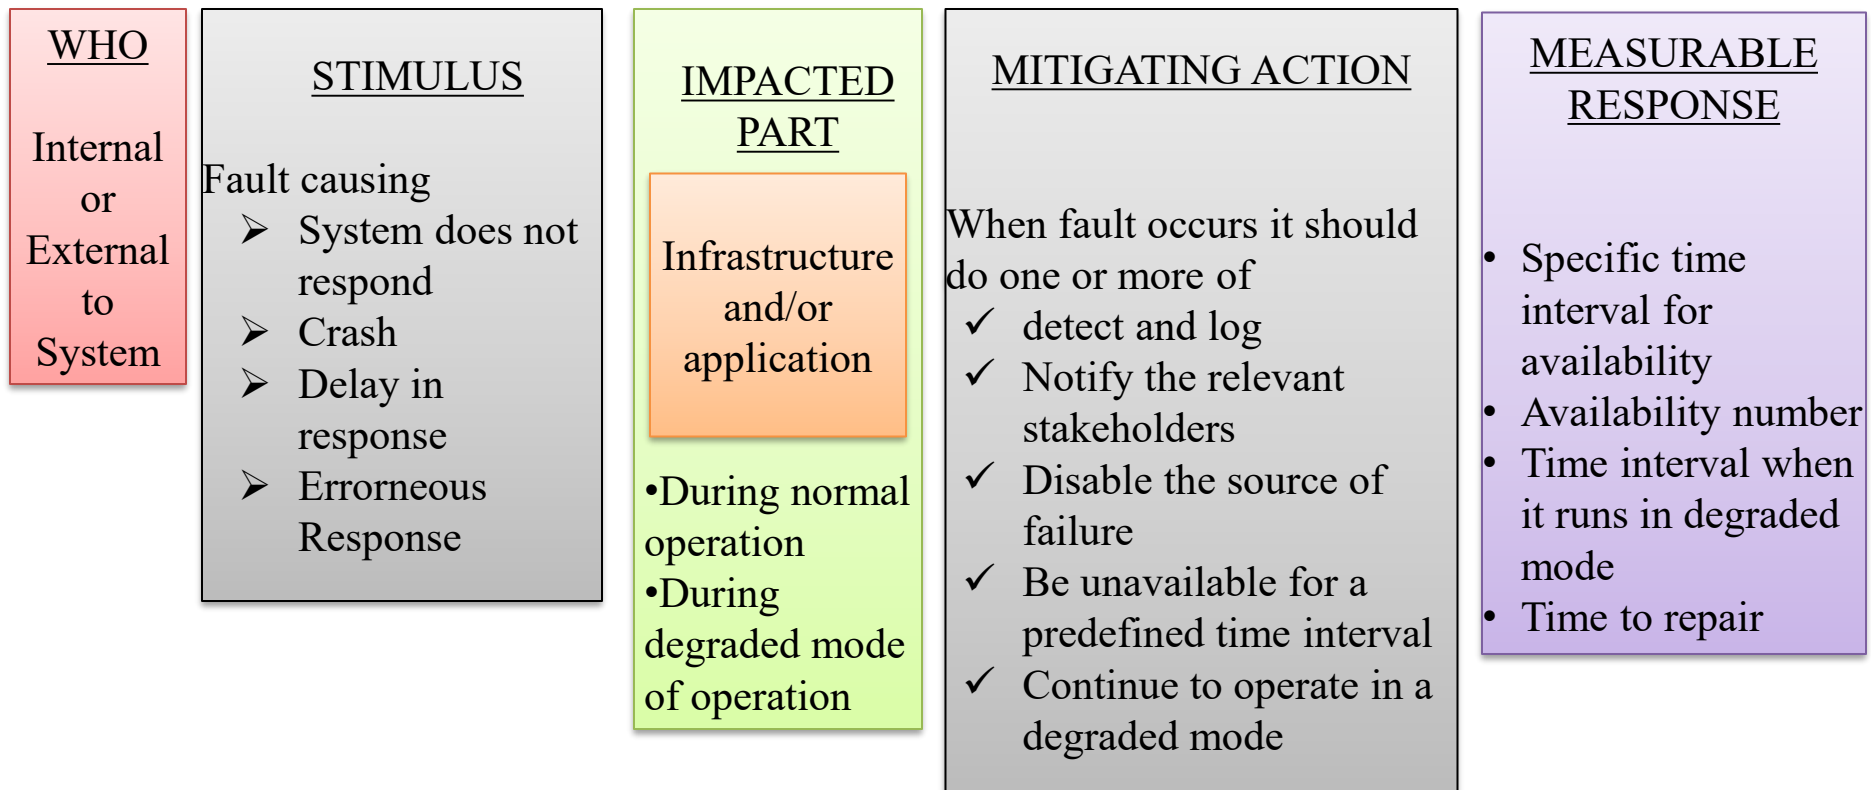 WHO
Internal
or
External
to
System
STIMULUS
Fault causing
➢ System does not
respond
➢ Crash
➢ Delay in
response
➢ Errorneous
Response
IMPACTED
PART
Infrastructure
and/or
application
•During normal
operation
•During
degraded mode
of operation
MITIGATING ACTION
When fault occurs it should
do one or more of
✓ detect and log
✓ Notify the relevant
stakeholders
✓ Disable the source of
failure
✓ Be unavailable for a
predefined time interval
✓ Continue to operate in a
degraded mode
MEASURABLE
RESPONSE
• Specific time
interval for
availability
• Availability number
• Time interval when
it runs in degraded
mode
• Time to repair